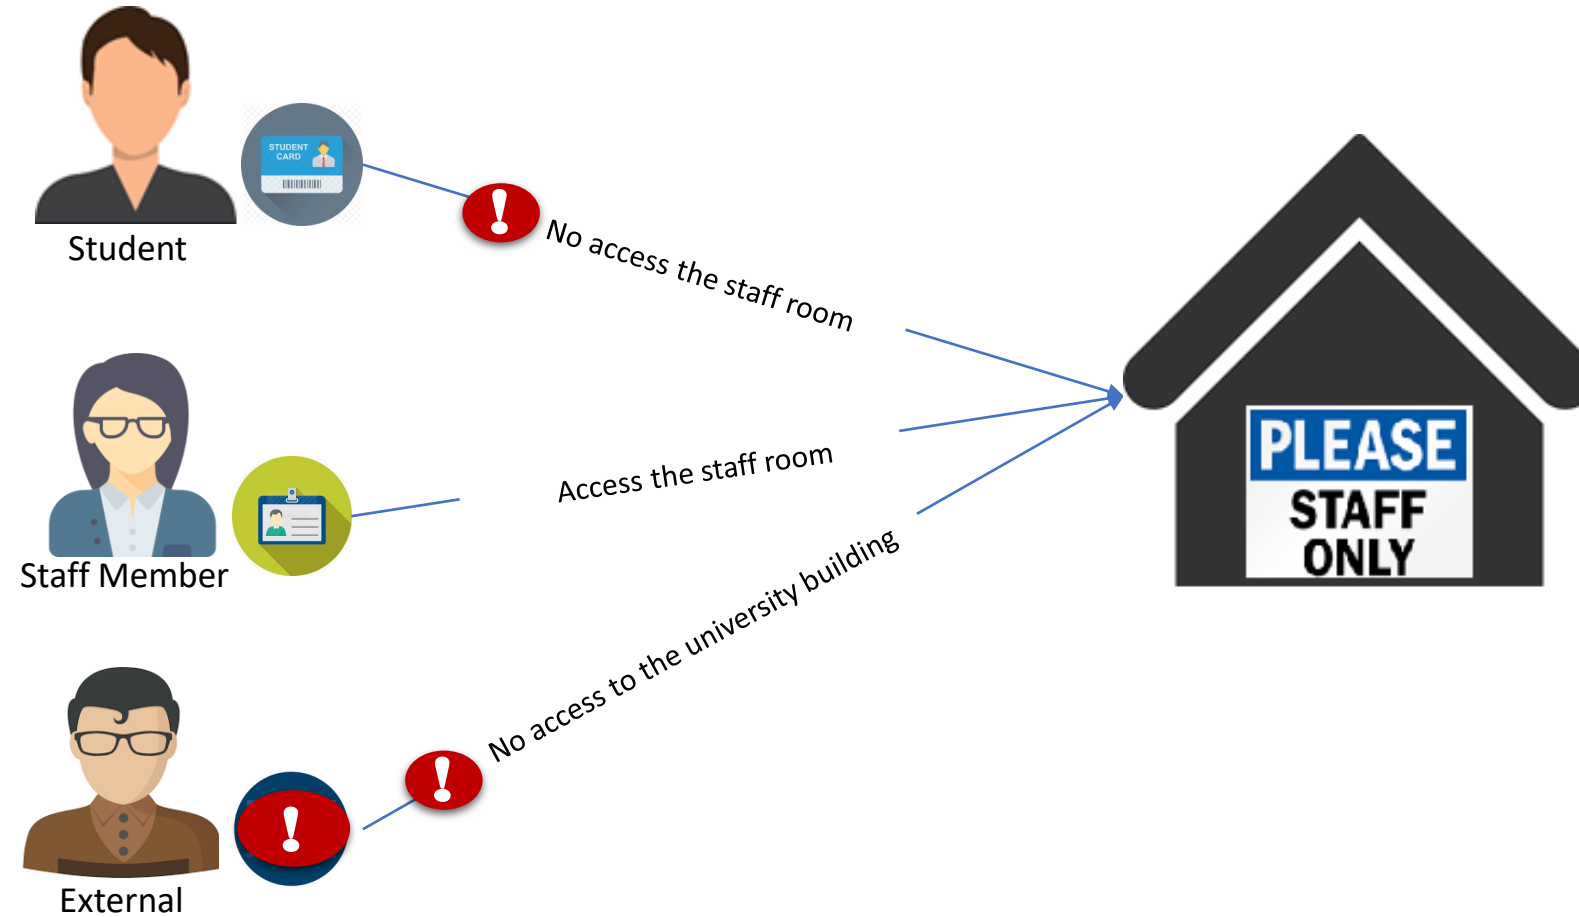 STUDENT
CARD
Student
No access the staff room
Staff Member
Access the staff room
External
No access to the university building
PLEASE
STAFF
ONLY